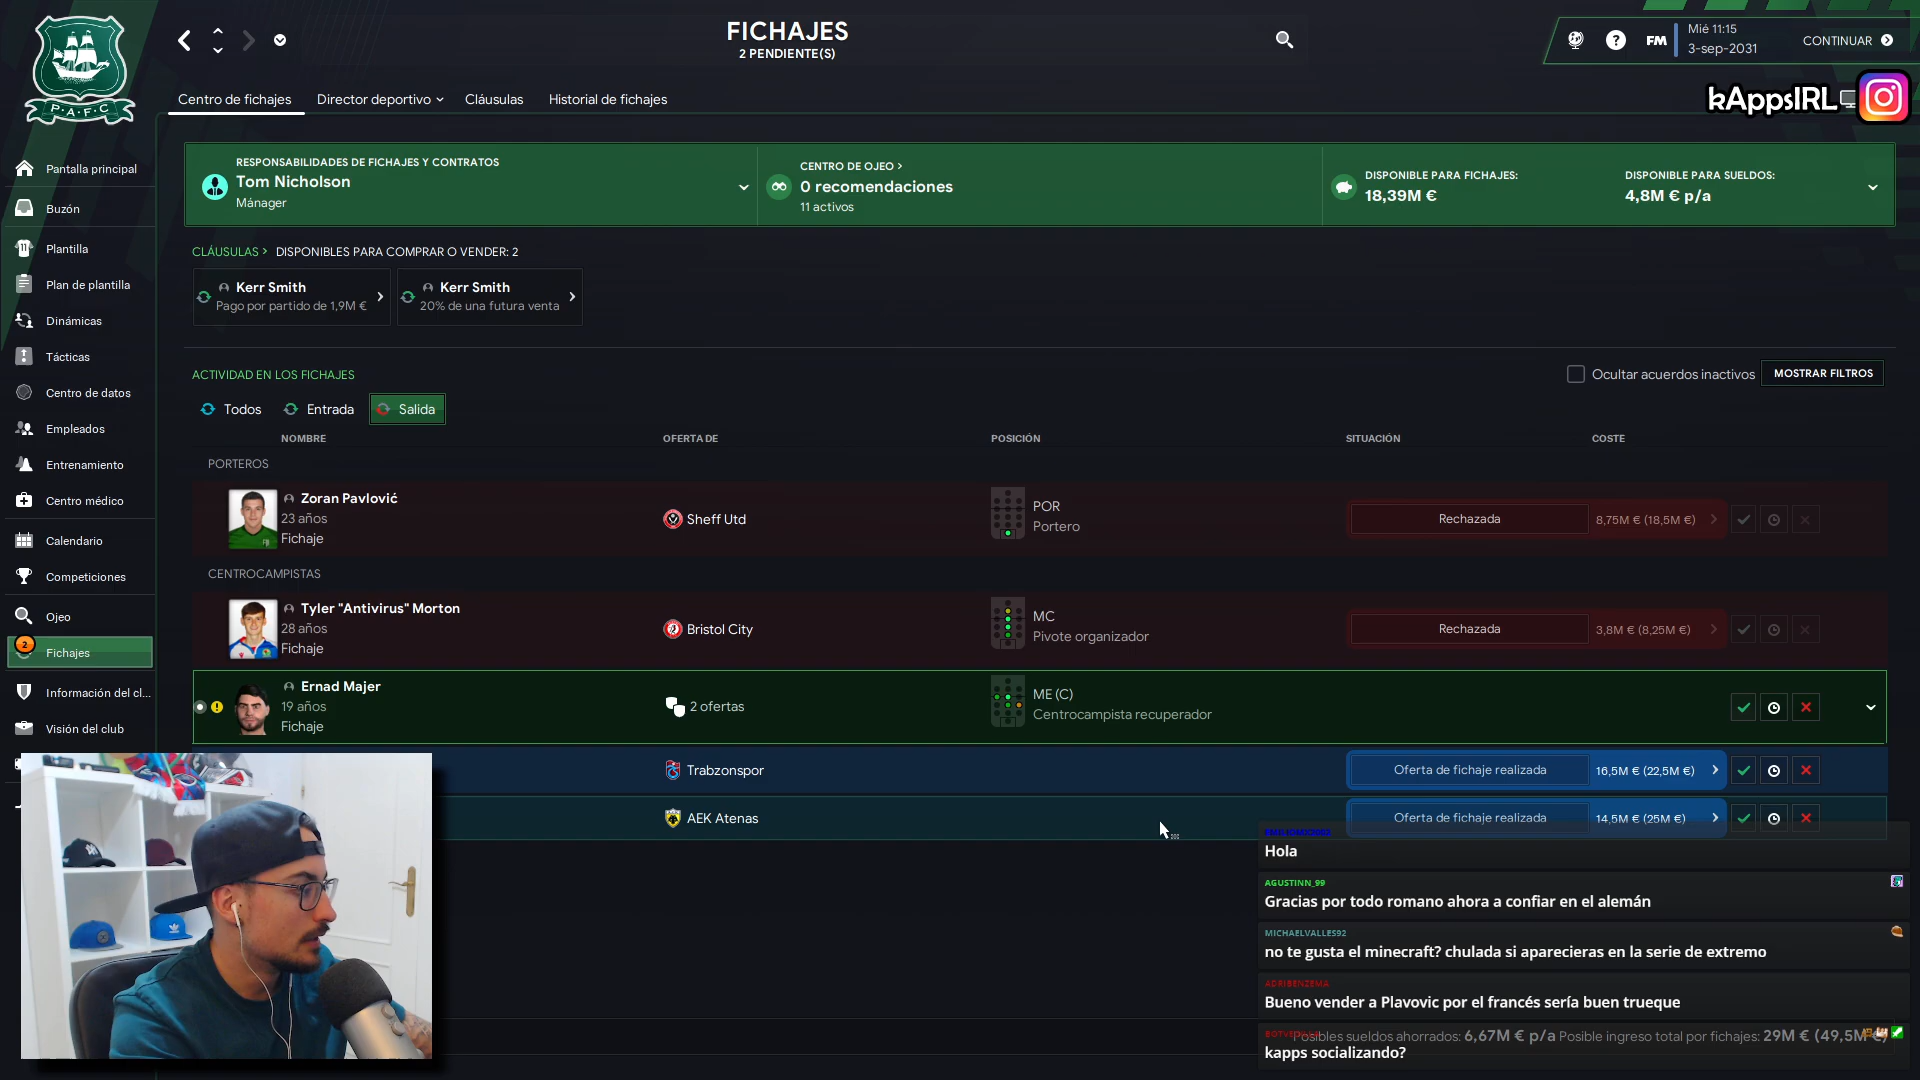 FICHAJES
2 PENDIENTE(S)
FM
Mié 11:15
3-sep-2031
CONTINUAR
P.A.F.C
kAppsIRL
Centro de fichajes
Director deportivo
Cláusulas
Historial de fichajes
Pantalla principal
Buzón
Plantilla
Plan de plantilla
Dinámicas
Tácticas
Centro de datos
Empleados
Entrenamiento
Centro médico
Calendario
Competiciones
Ojeo
2
Fichajes
Información del cl...
Visión del club
RESPONSABILIDADES DE FICHAJES Y CONTRATOS
Tom Nicholson
Mánager
CENTRO DE OJEO >
0 recomendaciones
11 activos
DISPONIBLE PARA FICHAJES:
18,39M €
DISPONIBLE PARA SUELDOS:
4,8M € p/a
CLÁUSULAS > DISPONIBLES PARA COMPRAR O VENDER: 2
Kerr Smith
Pago por partido de 1,9M €
Kerr Smith
20% de una futura venta
ACTIVIDAD EN LOS FICHAJES
Ocultar acuerdos inactivos
MOSTRAR FILTROS
Todos
Entrada
Salida
NOMBRE
OFERTA DE
POSICIÓN
SITUACIÓN
COSTE
PORTEROS
Zoran Pavlović
23 años
Fichaje
Sheff Utd
POR
Portero
Rechazada
8,75M € (18,5M €)
CENTROCAMPISTAS
Tyler "Antivirus" Morton
28 años
Fichaje
Bristol City
MC
Pivote organizador
Rechazada
3,8M € (8,25M €)
Ernad Majer
19 años
Fichaje
2 ofertas
ME (C)
Centrocampista recuperador
Trabzonspor
Oferta de fichaje realizada
16,5M € (22,5M €)
AEK Atenas
Oferta de fichaje realizada
14,5M € (25M €)
Hola
AGUSTINN_99
Gracias por todo romano ahora a confiar en el alemán
MICHAELVALLES92
no te gusta el minecraft? chulada si aparecieras en la serie de extremo
ADRIBENZEMA
Bueno vender a Plavovic por el francés sería buen trueque
Posibles sueldos ahorrados: 6,67M € p/a Posible ingreso total por fichajes: 29M € (49,5M €)
kapps socializando?